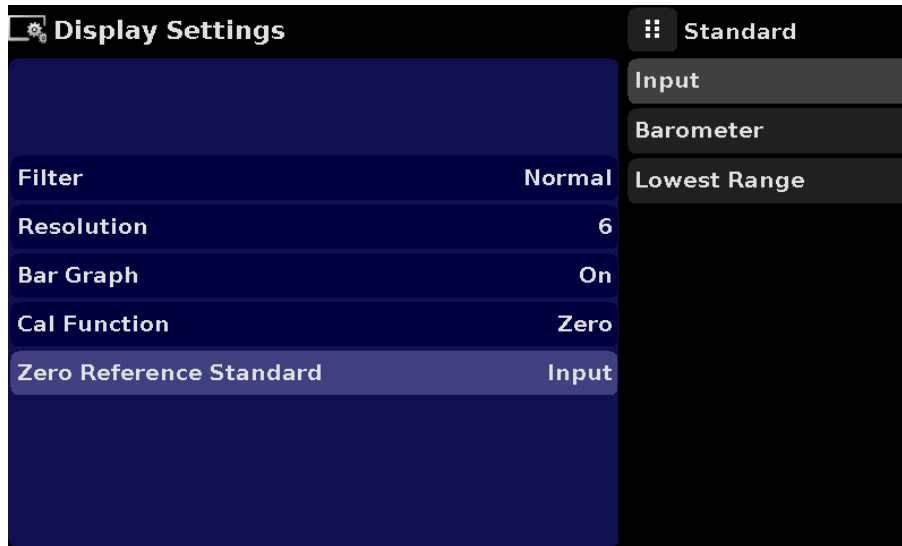 Display Settings
Filter Normal
Resolution 6
Bar Graph On
Cal Function Zero
Zero Reference Standard Input
Standard
Input
Barometer
Lowest Range